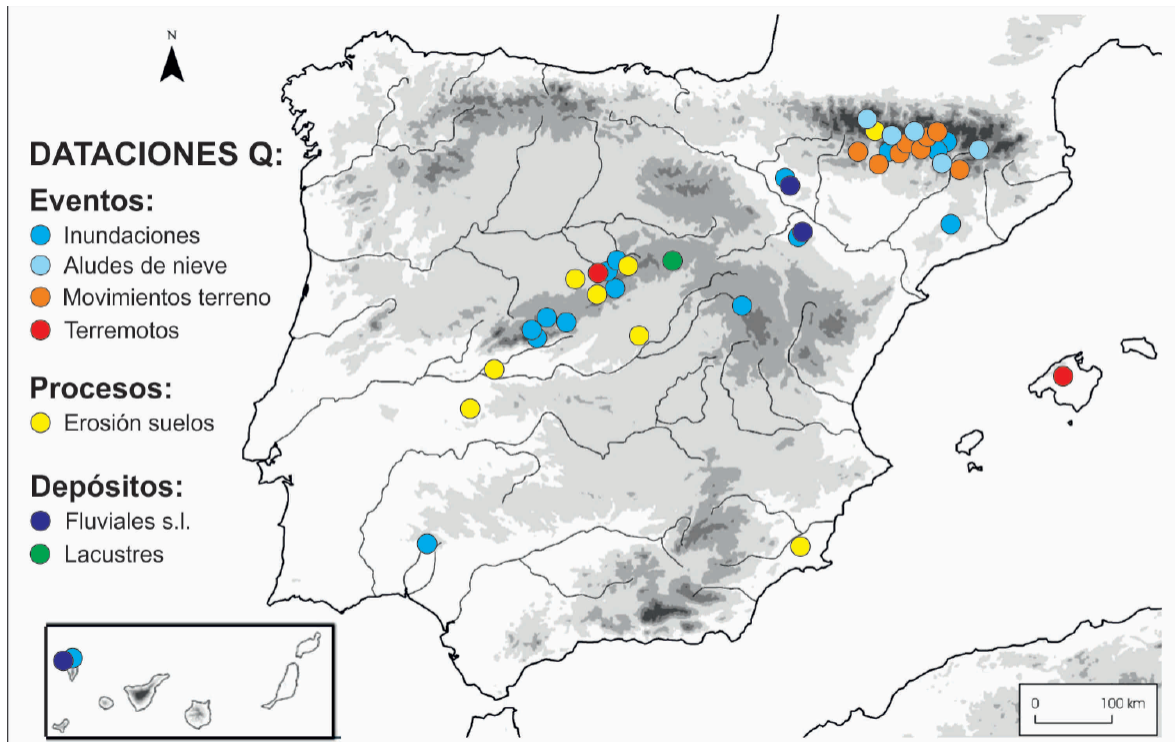 N
DATACIONES Q:
Eventos:
Inundaciones
Aludes de nieve
Movimientos terreno
Terremotos
Procesos:
Erosión suelos
Depósitos:
Fluviales s.l.
Lacustres
0 100 km